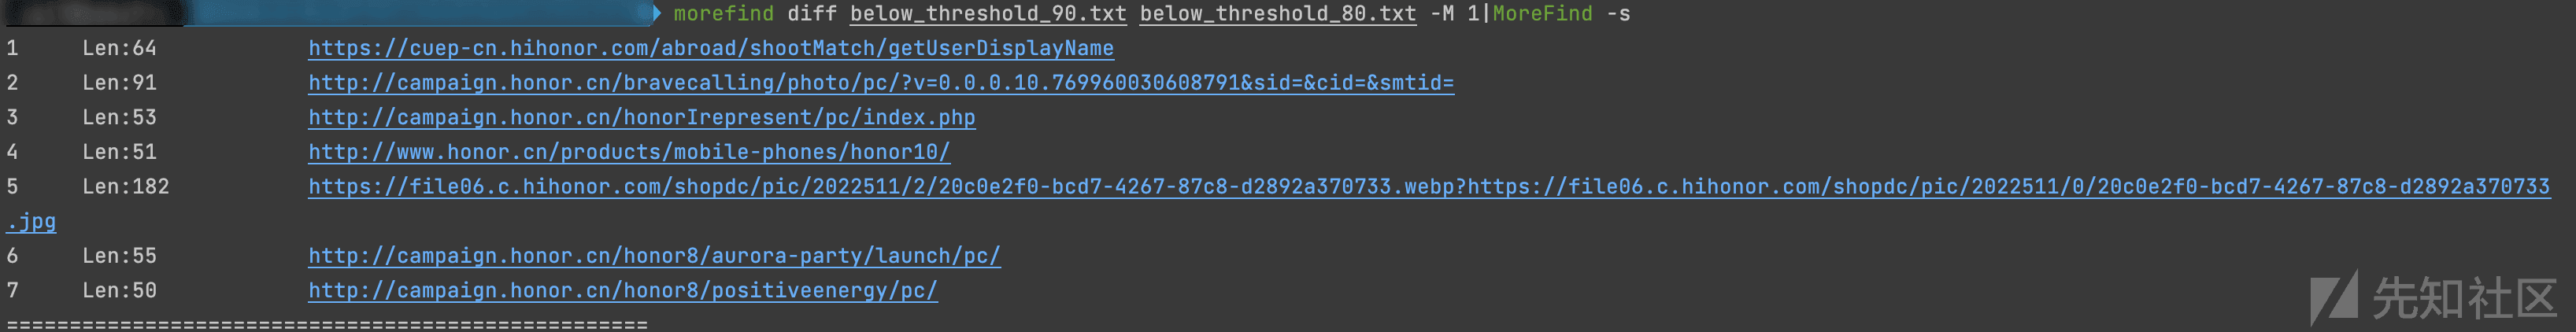 morefind diff below_threshold_90.txt below_threshold_80.txt -M 1|MoreFind -s
1 Len:64 https://cuep-cn.hihonor.com/abroad/shootMatch/getUserDisplayName
2 Len:91 http://campaign.honor.cn/bravecalling/photo/pc/?v=0.0.0.10.769960030608791&sid=&cid=&smtid=
3 Len:53 http://campaign.honor.cn/honorIrepresent/pc/index.php
4 Len:51 http://www.honor.cn/products/mobile-phones/honor10/
5 Len:182 https://file06.c.hihonor.com/shopdc/pic/2022511/2/20c0e2f0-bcd7-4267-87c8-d2892a370733.webp?https://file06.c.hihonor.com/shopdc/pic/2022511/0/20c0e2f0-bcd7-4267-87c8-d2892a370733
.jpg
6 Len:55 http://campaign.honor.cn/honor8/aurora-party/launch/pc/
7 Len:50 http://campaign.honor.cn/honor8/positiveenergy/pc/
===================================================
先知社区